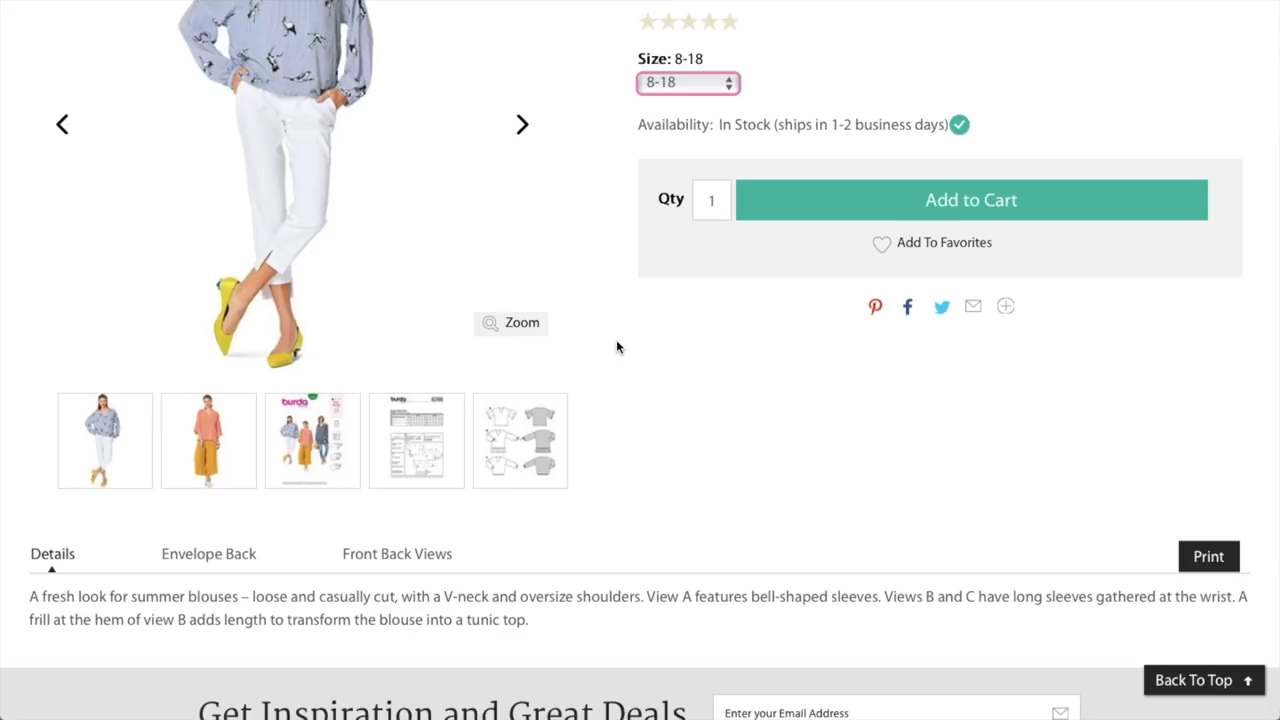 Size: 8-18
8-18
Availability: In Stock (ships in 1-2 business days)
Qty 1 Add to Cart
Add To Favorites
Zoom
burda
burda
Details Envelope Back Front Back Views Print
A fresh look for summer blouses – loose and casually cut, with a V-neck and oversize shoulders. View A features bell-shaped sleeves. Views B and C have long sleeves gathered at the wrist. A
frill at the hem of view B adds length to transform the blouse into a tunic top.
Back To Top
Get Inspiration and Great Deals
Enter your Email Address